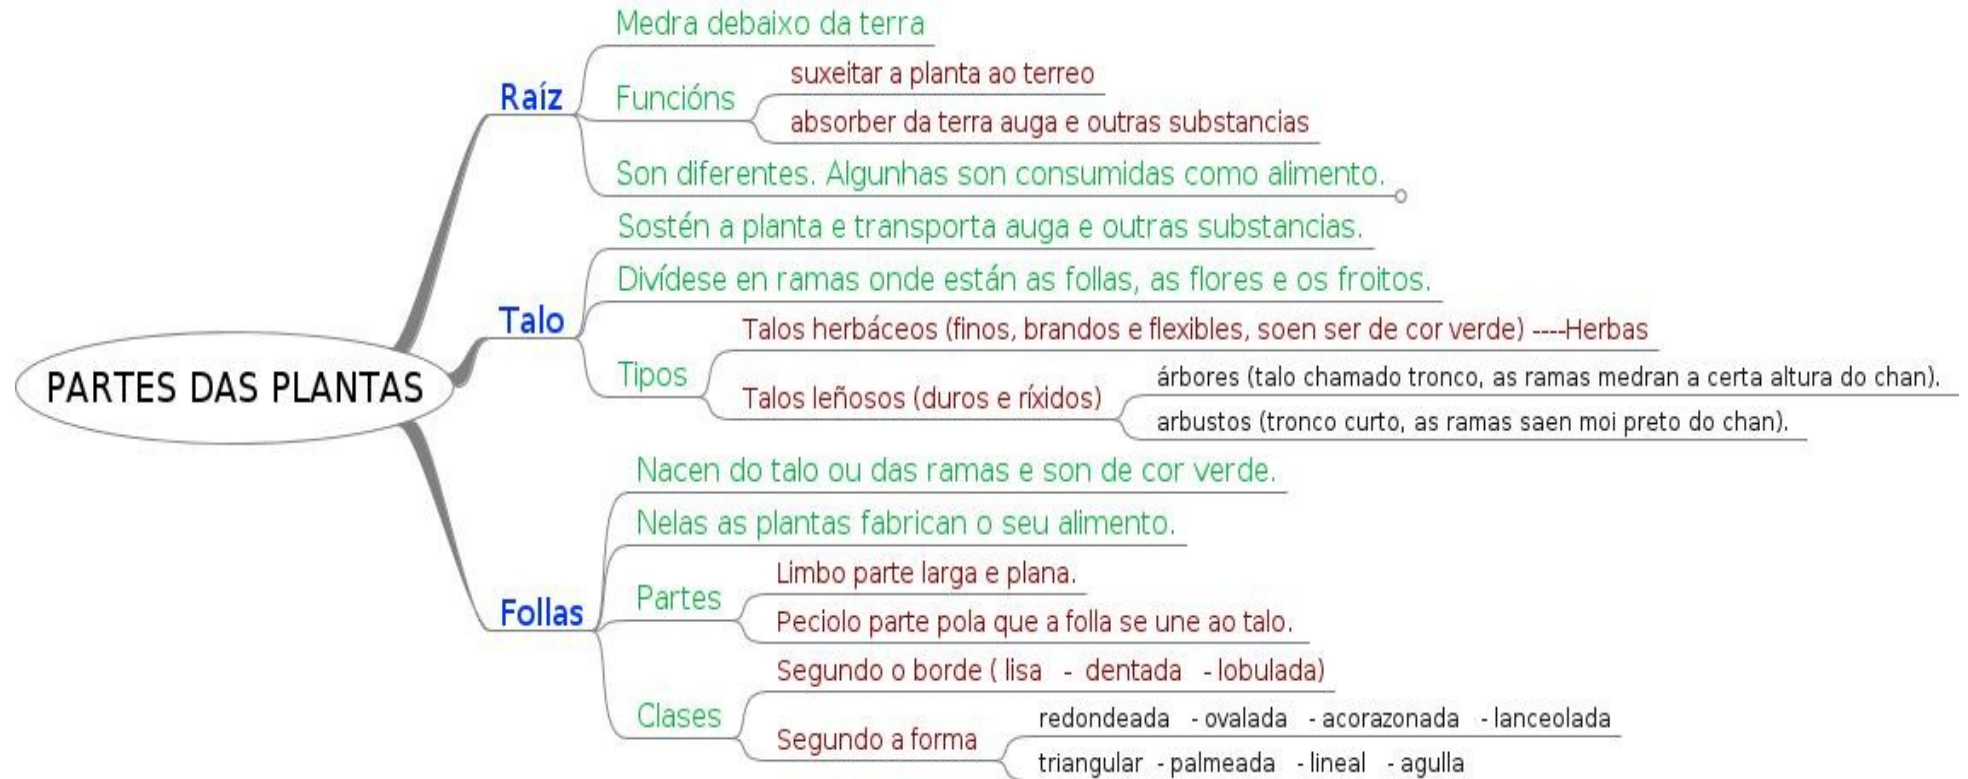 PARTES DAS PLANTAS
Raíz
Medra debaixo da terra
Funcións
suxeitar a planta ao terreo
absorber da terra auga e outras substancias
Son diferentes. Algunhas son consumidas como alimento.
Talo
Sostén a planta e transporta auga e outras substancias.
Divídese en ramas onde están as follas, as flores e os froitos.
Tipos
Talos herbáceos (finos, brandos e flexibles, soen ser de cor verde) ----Herbas
Talos leñosos (duros e ríxidos)
árbores (talo chamado tronco, as ramas medran a certa altura do chan).
arbustos (tronco curto, as ramas saen moi preto do chan).
Follas
Nacen do talo ou das ramas e son de cor verde.
Nelas as plantas fabrican o seu alimento.
Partes
Limbo parte larga e plana.
Peciolo parte pola que a folla se une ao talo.
Clases
Segundo o borde ( lisa - dentada - lobulada)
Segundo a forma
redondeada - ovalada - acorazonada - lanceolada
triangular - palmeada - lineal - agulla